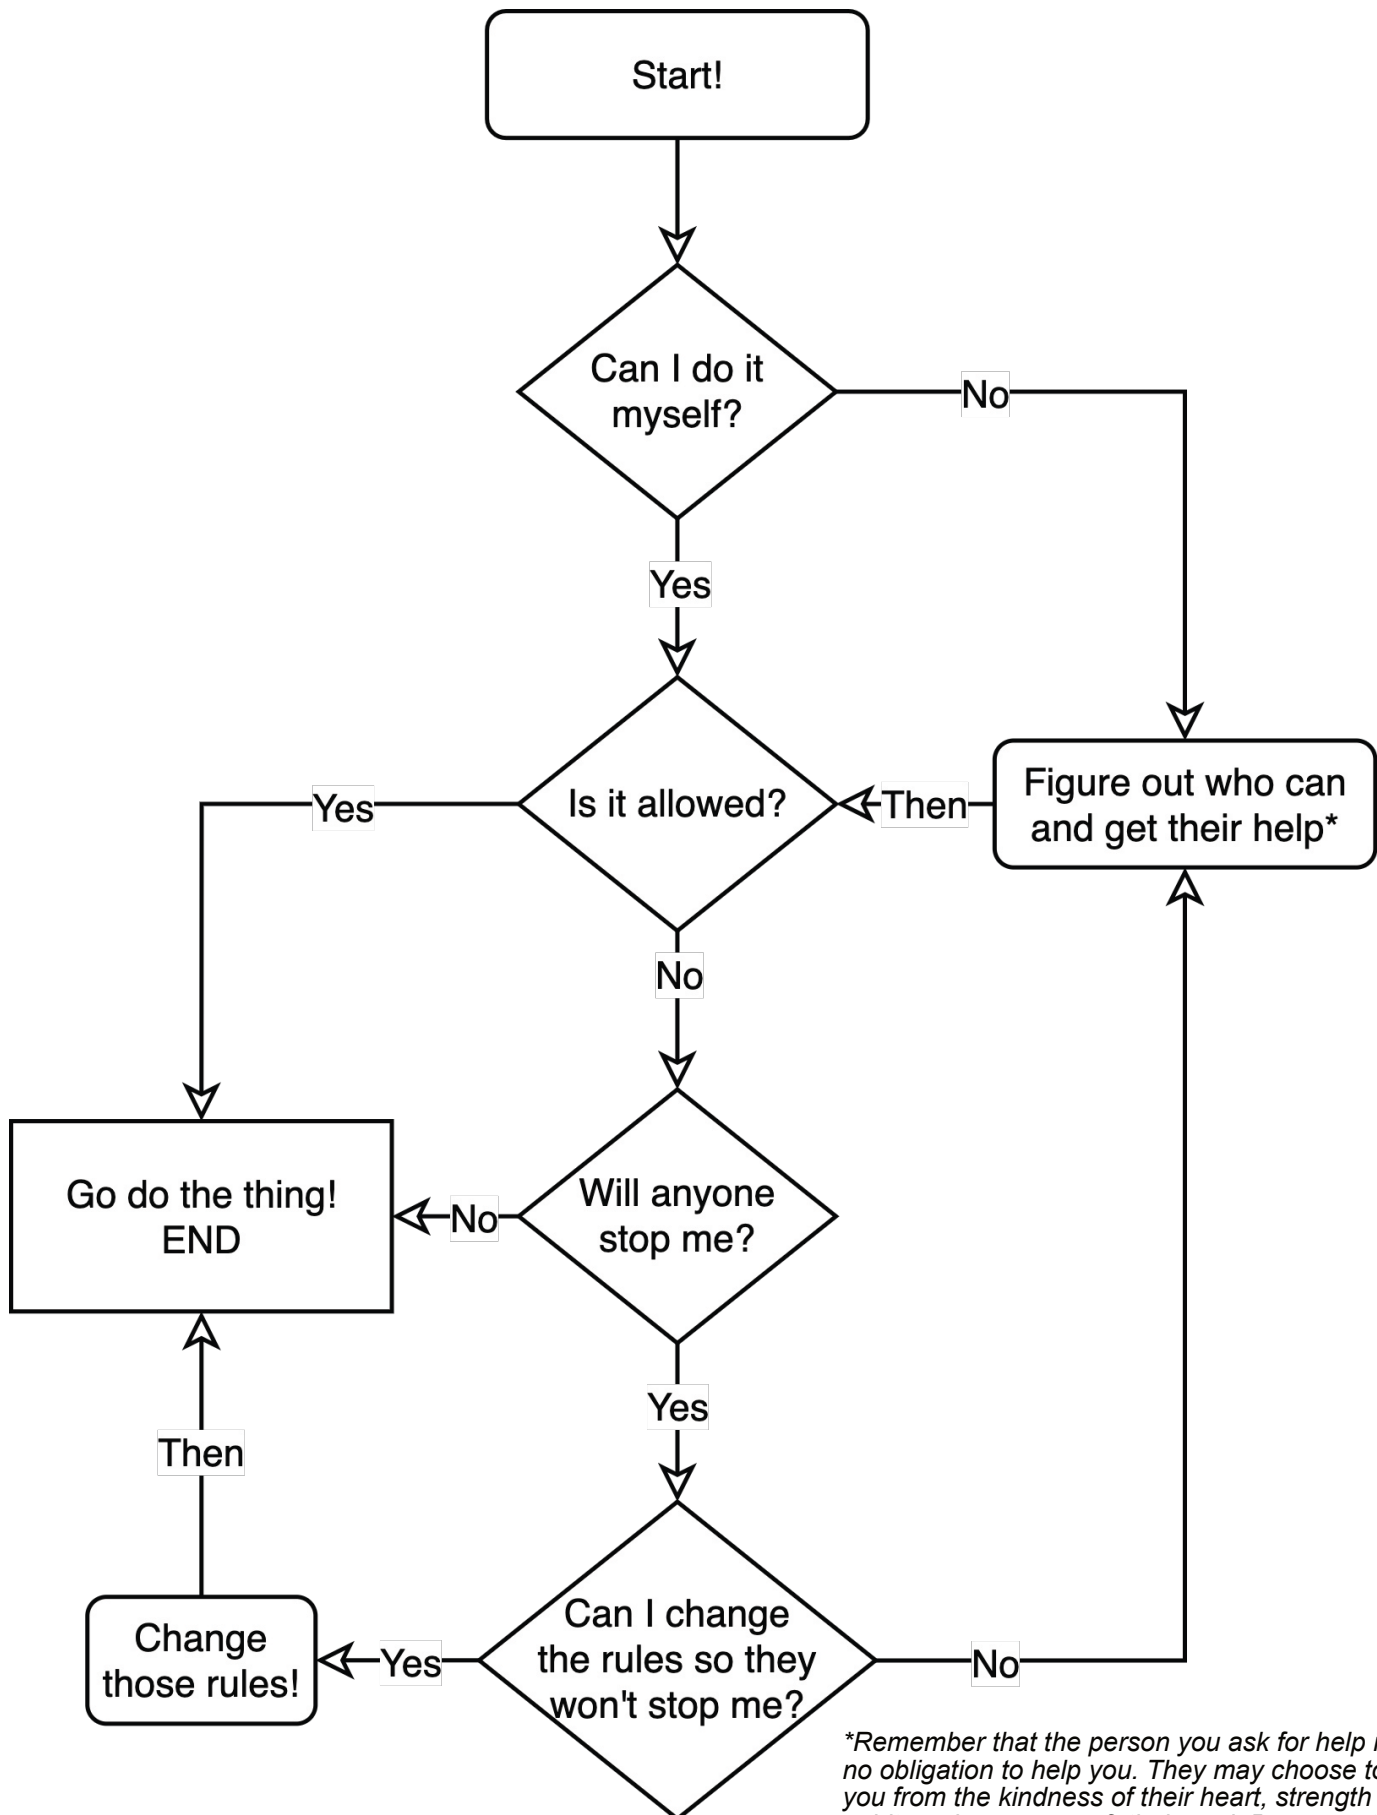 Start!
Can I do it
myself?
No
Yes
Is it allowed?
Yes
Then
Figure out who can
and get their help*
No
Go do the thing!
END
No
Will anyone
stop me?
Yes
Then
Change
those rules!
Yes
Can I change
the rules so they
won't stop me?
No
*Remember that the person you ask for help
no obligation to help you. They may choose
you from the kindness of their heart, strength